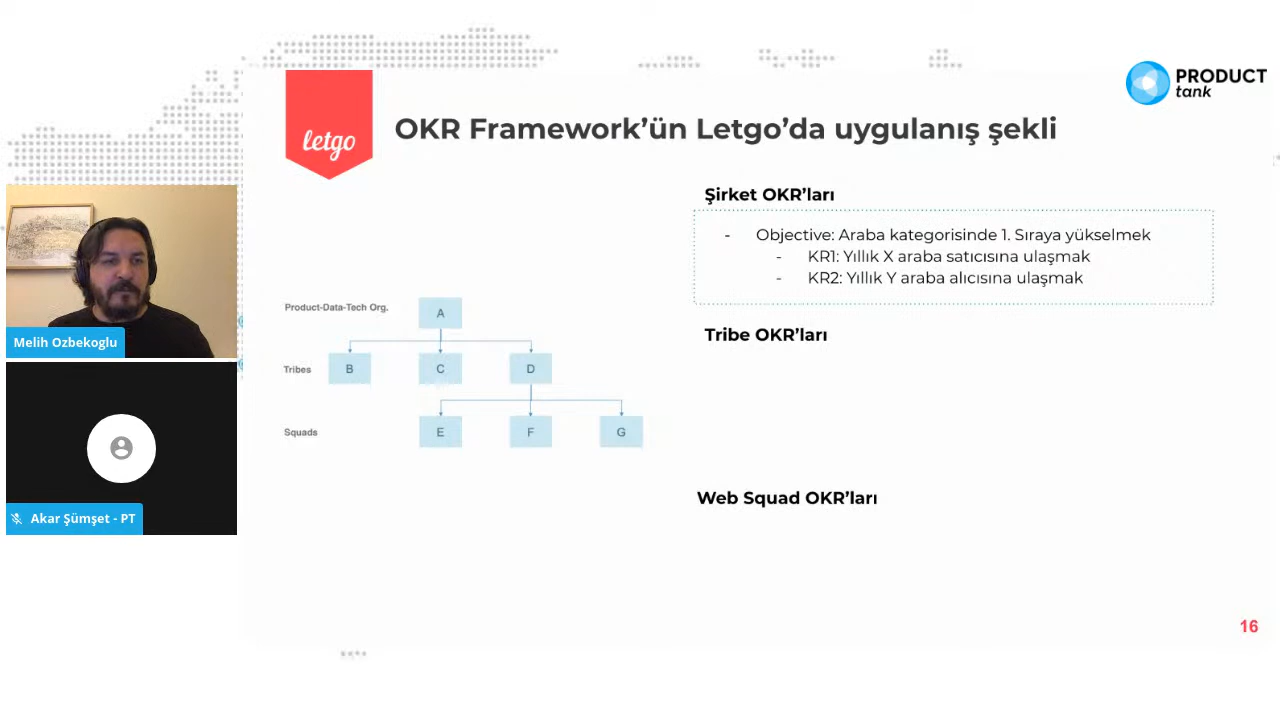 PRODUCT
tank
letgo
OKR Framework’ün Letgo’da uygulanış şekli
Şirket OKR’ları
- Objective: Araba kategorisinde 1. Sıraya yükselmek
- KR1: Yıllık X araba satıcısına ulaşmak
- KR2: Yıllık Y araba alıcısına ulaşmak
Product-Data-Tech Org.
A
Tribes
B
C
D
Squads
E
F
G
Tribe OKR’ları
Web Squad OKR’ları
Melih Ozbekoglu
Akar Şümşet - PT
16